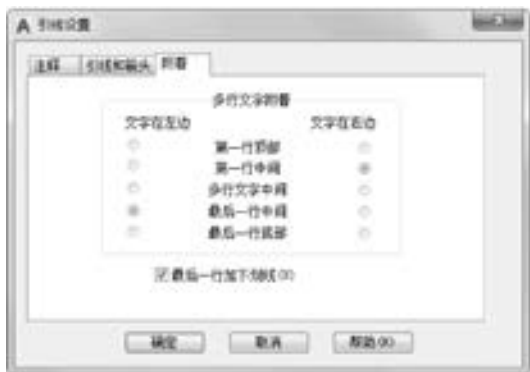 引线设置
注释 引线和箭头 附着
多行文字附着
文字在左边 文字在右边
第一行顶部
第一行中间
多行文字中间
最后一行中间
最后一行底部
最后一行加下划线(U)
确定 取消 帮助(H)